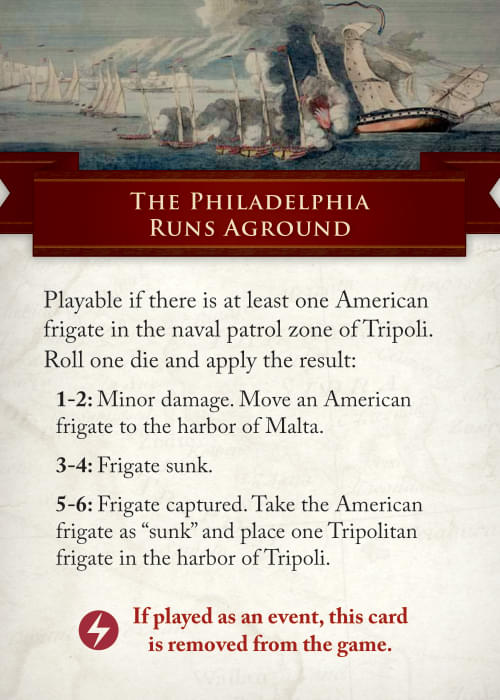 The Philadelphia
Runs Aground
Playable if there is at least one American
frigate in the naval patrol zone of Tripoli.
Roll one die and apply the result:
1-2: Minor damage. Move an American
frigate to the harbor of Malta.
3-4: Frigate sunk.
5-6: Frigate captured. Take the American
frigate as “sunk” and place one Tripolitan
frigate in the harbor of Tripoli.
If played as an event, this card
is removed from the game.